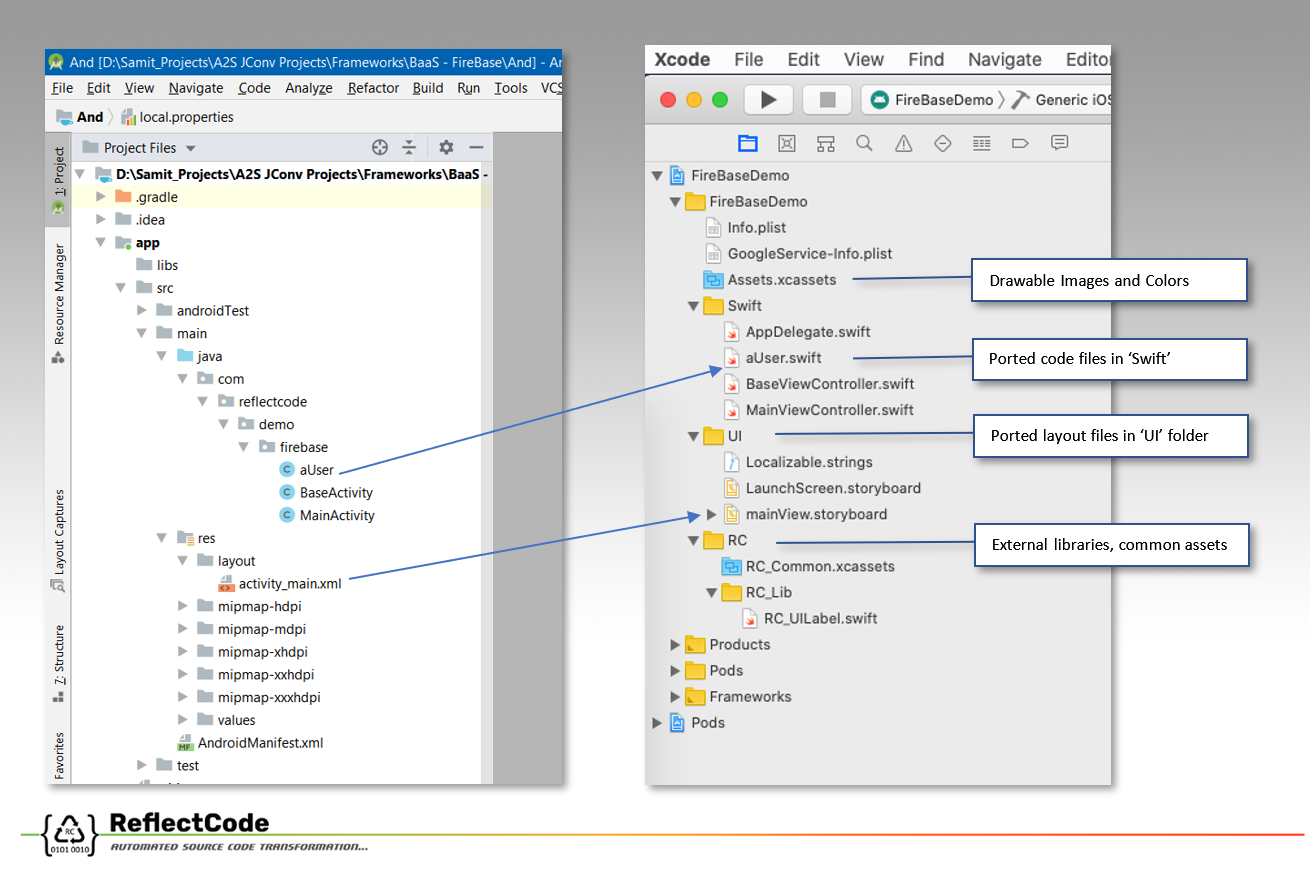 And [D:\Samit_Projects\A2S JConv Projects\Frameworks\BaaS - FireBase\And] - An
File Edit View Navigate Code Analyze Refactor Build Run Tools VCS
And local.properties
1: Project
Resource Manager
Layout Captures
7: Structure
Favorites
Project Files
D:\Samit_Projects\A2S JConv Projects\Frameworks\BaaS -
.gradle
.idea
app
libs
src
androidTest
main
java
com
reflectcode
demo
firebase
C aUser
C BaseActivity
C MainActivity
res
layout
activity_main.xml
mipmap-hdpi
mipmap-mdpi
mipmap-xhdpi
mipmap-xxhdpi
mipmap-xxxhdpi
values
MF AndroidManifest.xml
test
Xcode File Edit View Find Navigate Editor
FireBaseDemo Generic iOS
FireBaseDemo
FireBaseDemo
Info.plist
GoogleService-Info.plist
Assets.xcassets
Swift
AppDelegate.swift
aUser.swift
BaseViewController.swift
MainViewController.swift
UI
Localizable.strings
LaunchScreen.storyboard
mainView.storyboard
RC
RC_Common.xcassets
RC_Lib
RC_UILabel.swift
Products
Pods
Frameworks
Pods
Drawable Images and Colors
Ported code files in ‘Swift’
Ported layout files in ‘UI’ folder
External libraries, common assets
RC
0101 0010
ReflectCode
AUTOMATED SOURCE CODE TRANSFORMATION...